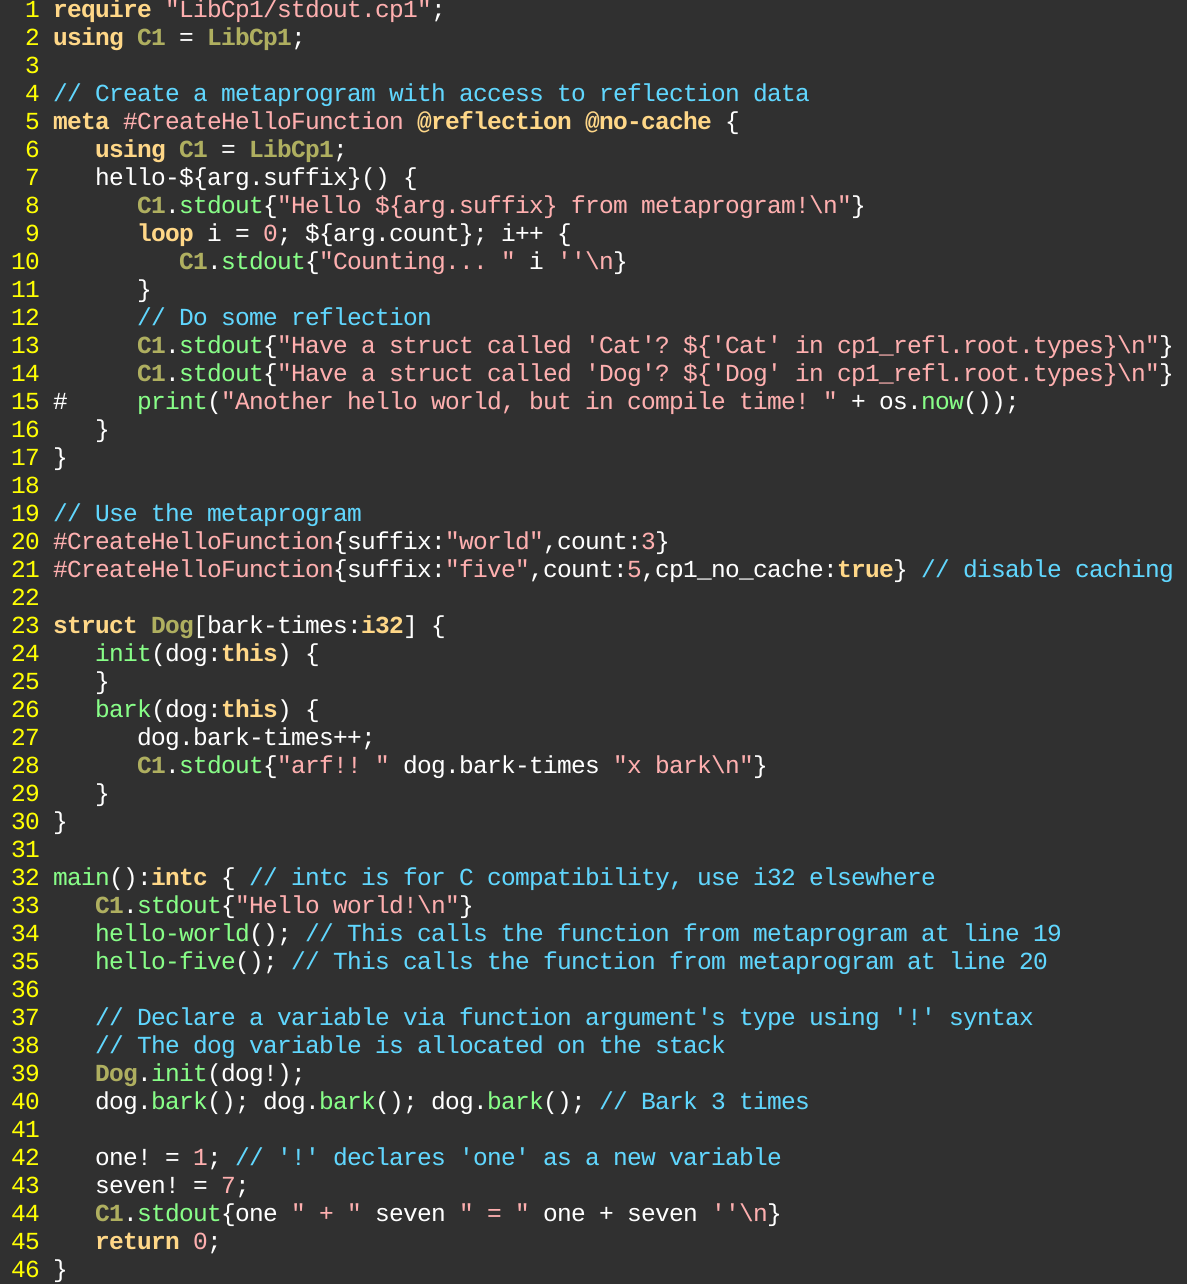 1 require "LibCp1/stdout.cp1";
2 using C1 = LibCp1;
3
4 // Create a metaprogram with access to reflection data
5 meta #CreateHelloFunction @reflection @no-cache {
6    using C1 = LibCp1;
7    hello-${arg.suffix}() {
8       C1.stdout{"Hello ${arg.suffix} from metaprogram!\n"}
9       loop i = 0; ${arg.count}; i++ {
10          C1.stdout{"Counting... " i ''\n}
11       }
12       // Do some reflection
13       C1.stdout{"Have a struct called 'Cat'? ${'Cat' in cp1_refl.root.types}\n"}
14       C1.stdout{"Have a struct called 'Dog'? ${'Dog' in cp1_refl.root.types}\n"}
15 #     print("Another hello world, but in compile time! " + os.now());
16    }
17 }
18
19 // Use the metaprogram
20 #CreateHelloFunction{suffix:"world",count:3}
21 #CreateHelloFunction{suffix:"five",count:5,cp1_no_cache:true} // disable caching
22
23 struct Dog[bark-times:i32] {
24    init(dog:this) {
25    }
26    bark(dog:this) {
27       dog.bark-times++;
28       C1.stdout{"arf!! " dog.bark-times "x bark\n"}
29    }
30 }
31
32 main():intc { // intc is for C compatibility, use i32 elsewhere
33    C1.stdout{"Hello world!\n"}
34    hello-world(); // This calls the function from metaprogram at line 19
35    hello-five(); // This calls the function from metaprogram at line 20
36
37    // Declare a variable via function argument's type using '!' syntax
38    // The dog variable is allocated on the stack
39    Dog.init(dog!);
40    dog.bark(); dog.bark(); dog.bark(); // Bark 3 times
41
42    one! = 1; // '!' declares 'one' as a new variable
43    seven! = 7;
44    C1.stdout{one " + " seven " = " one + seven ''\n}
45    return 0;
46 }